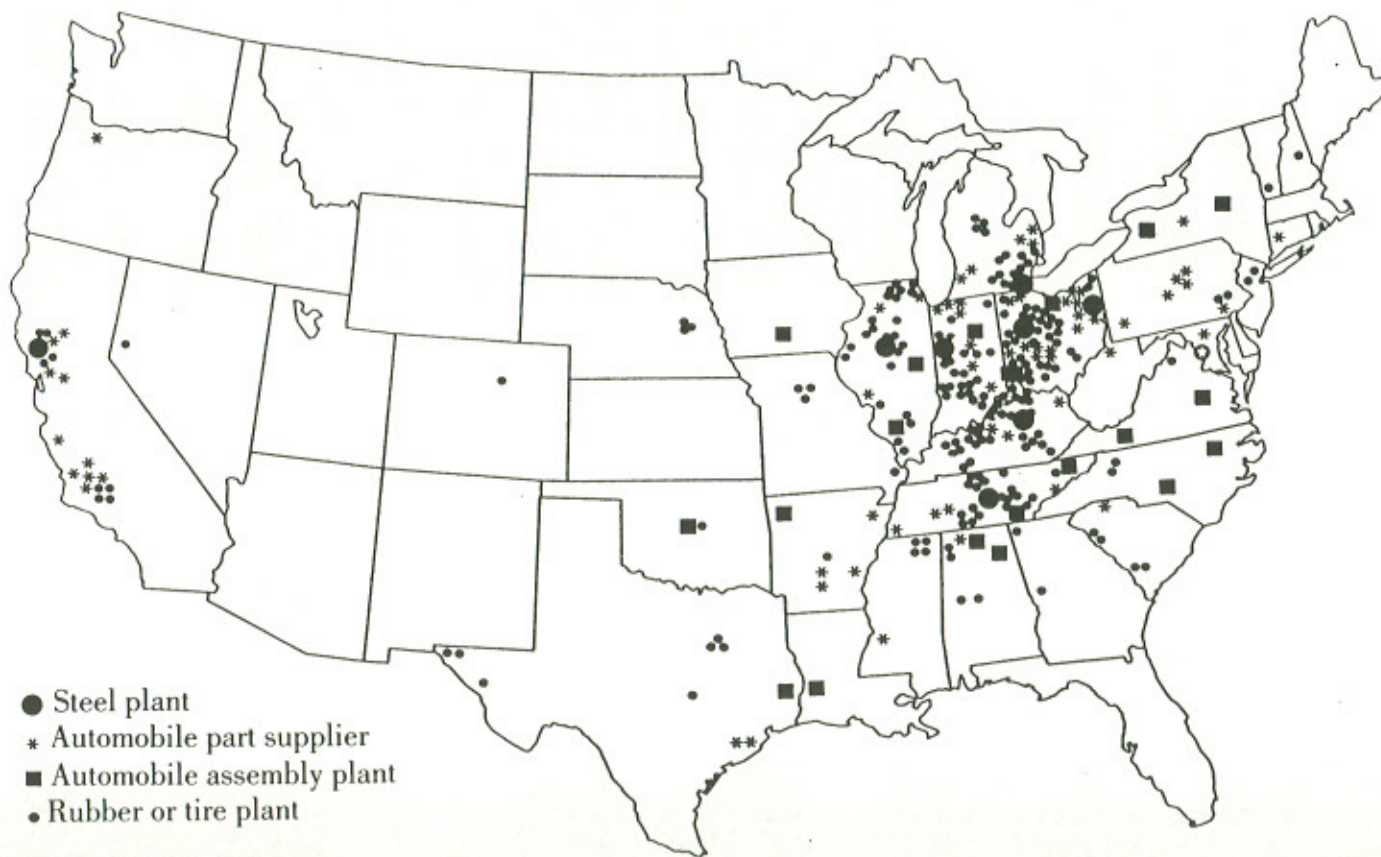 Steel plant
Automobile part supplier
Automobile assembly plant
Rubber or tire plant